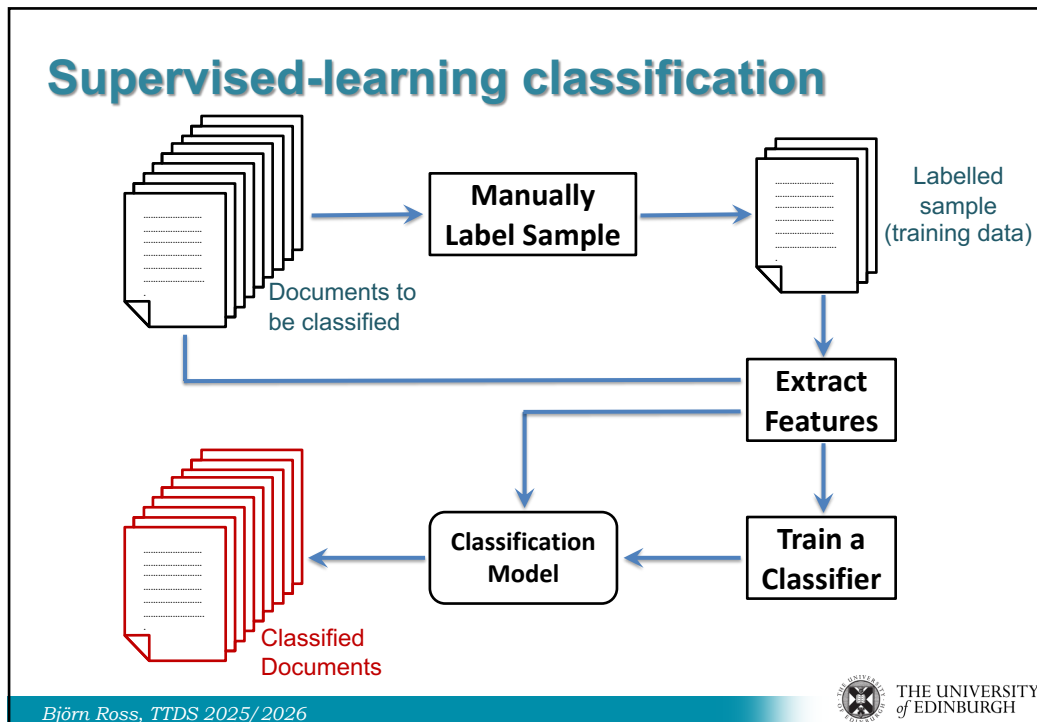 Supervised-learning classification
Manually
Label Sample
Labelled
sample
(training data)
Documents to
be classified
Extract
Features
Classification
Model
Train a
Classifier
Classified
Documents
Björn Ross, TTDS 2025/2026
THE UNIVERSITY
of EDINBURGH